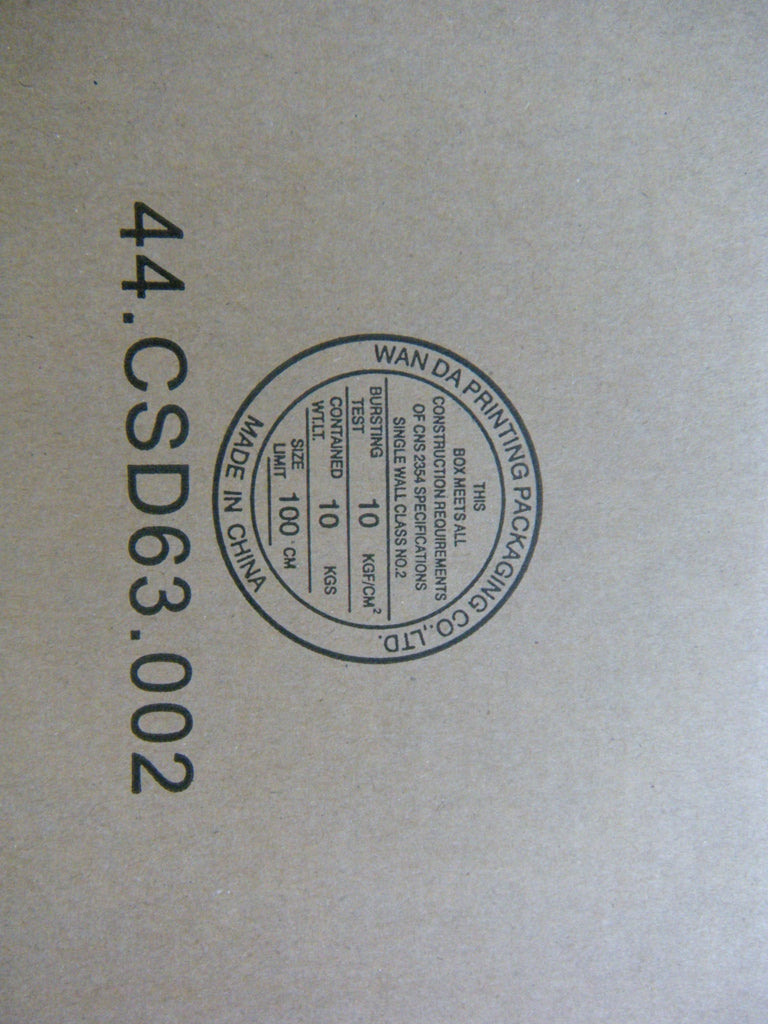 WAN DA PRINTING PACKAGING CO.,LTD.
THIS
BOX MEETS ALL
CONSTRUCTION REQUIREMENTS
OF CNS 2354 SPECIFICATIONS
SINGLE WALL CLASS NO.2
BURSTING TEST 10 KGF/CM²
CONTAINED WT.LT. 10 KGS
SIZE LIMIT 100 CM
MADE IN CHINA
44.CSD63.002